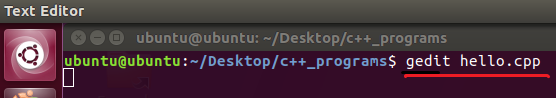 Text Editor
ubuntu@ubuntu: ~/Desktop/c++_programs
ubuntu@ubuntu:~/Desktop/c++_programs$ gedit hello.cpp